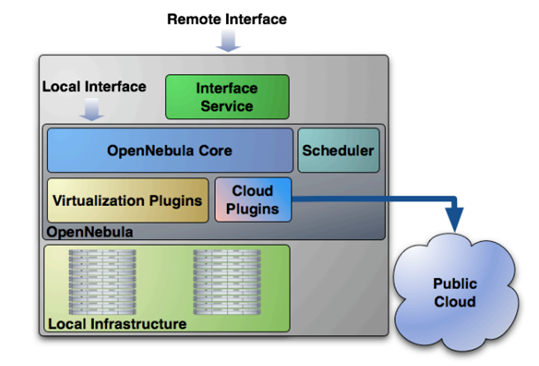 Remote Interface
Local Interface
Interface
Service
OpenNebula Core
Scheduler
Virtualization Plugins
Cloud
Plugins
OpenNebula
Public
Cloud
Local Infrastructure